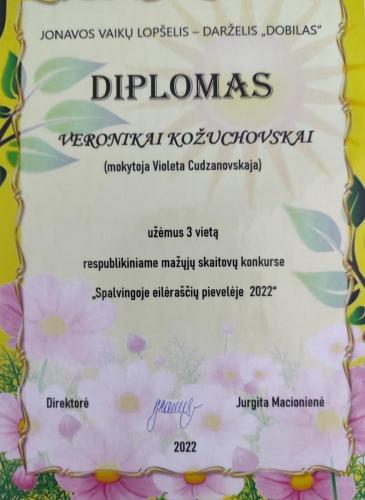 JONAVOS VAIKŲ LOPŠELIS – DARŽELIS „DOBILAS"
DIPLOMAS
VERONIKAI KOŽUCHOVSKAI
(mokytoja Violeta Cudzanovskaja)
užėmus 3 vietą
respublikiniame mažųjų skaitovų konkurse
„Spalvingoje eilėraščių pievelėje 2022"
Direktorė Jurgita Macionienė
2022